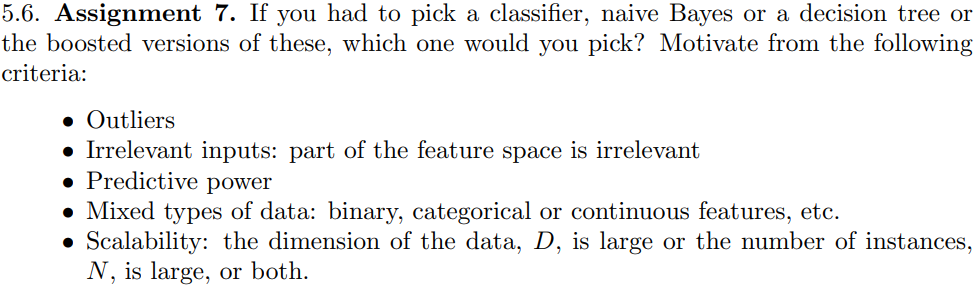 5.6. Assignment 7. If you had to pick a classifier, naive Bayes or a decision tree or
the boosted versions of these, which one would you pick? Motivate from the following
criteria:
• Outliers
• Irrelevant inputs: part of the feature space is irrelevant
• Predictive power
• Mixed types of data: binary, categorical or continuous features, etc.
• Scalability: the dimension of the data, D, is large or the number of instances,
N, is large, or both.